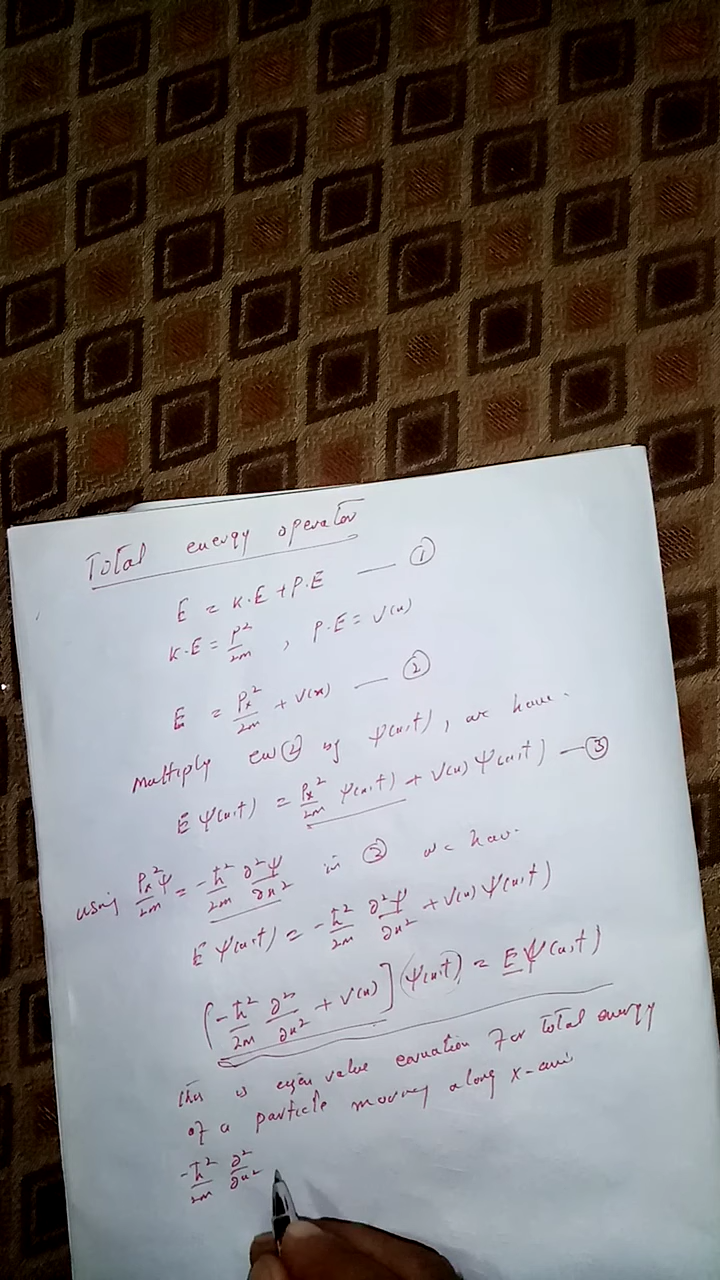 Total energy operator
E = K.E + P.E — ①
K.E = P²/2m , P.E = V(x)
E = Pₓ²/2m + V(x) — ②
Multiply eq ② by Ψ(x,t), we have.
E Ψ(x,t) = Pₓ²/2m Ψ(x,t) + V(x) Ψ(x,t) — ③
using Pₓ²Ψ/2m = -ħ²/2m ∂²Ψ/∂x² in ③ we hav.
E Ψ(x,t) = -ħ²/2m ∂²Ψ/∂x² + V(x) Ψ(x,t)
[-ħ²/2m ∂²/∂x² + V(x)] (Ψ(x,t) = EΨ(x,t)
this is eigen value equation for total energy
of a particle moving along x-axis
-ħ²/2m ∂²/∂x²